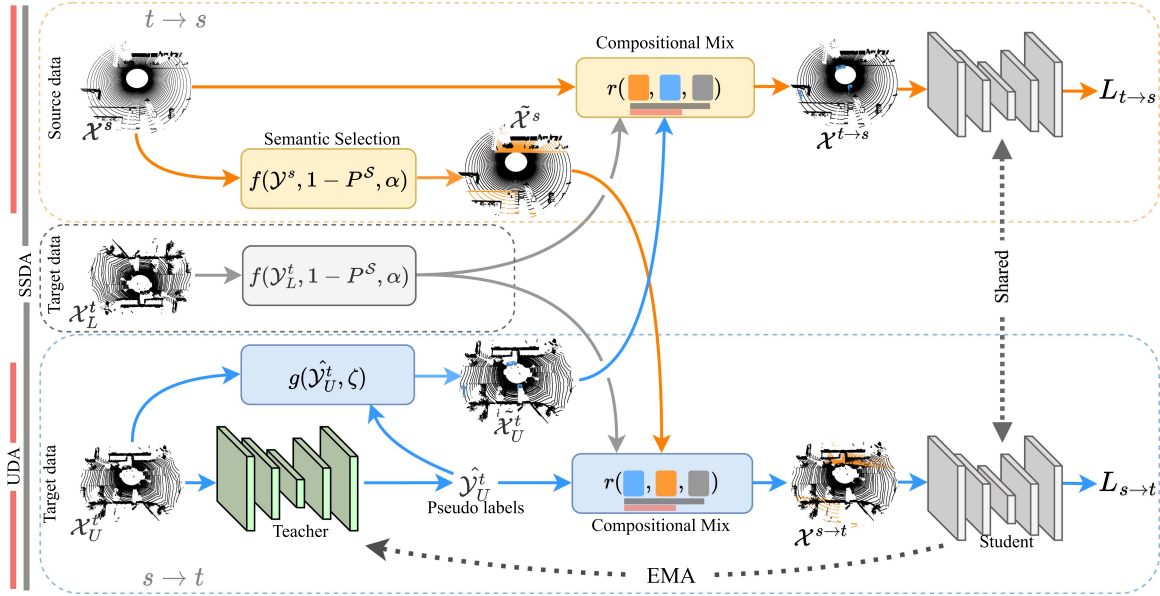 t → s
Source data
𝒳^s
Semantic Selection
f(𝒴^s, 1 − P^𝒮, α)
𝒳̃^s
Compositional Mix
r( , , )
𝒳^{t→s}
L_{t→s}
SSDA
Target data
𝒳_L^t
f(𝒴_L^t, 1 − P^𝒮, α)
Shared
UDA
Target data
𝒳_U^t
g(𝒴̂_U^t, ζ)
𝒳̃_U^t
Teacher
𝒴̂_U^t
Pseudo labels
r( , , )
Compositional Mix
𝒳^{s→t}
Student
L_{s→t}
EMA
s → t